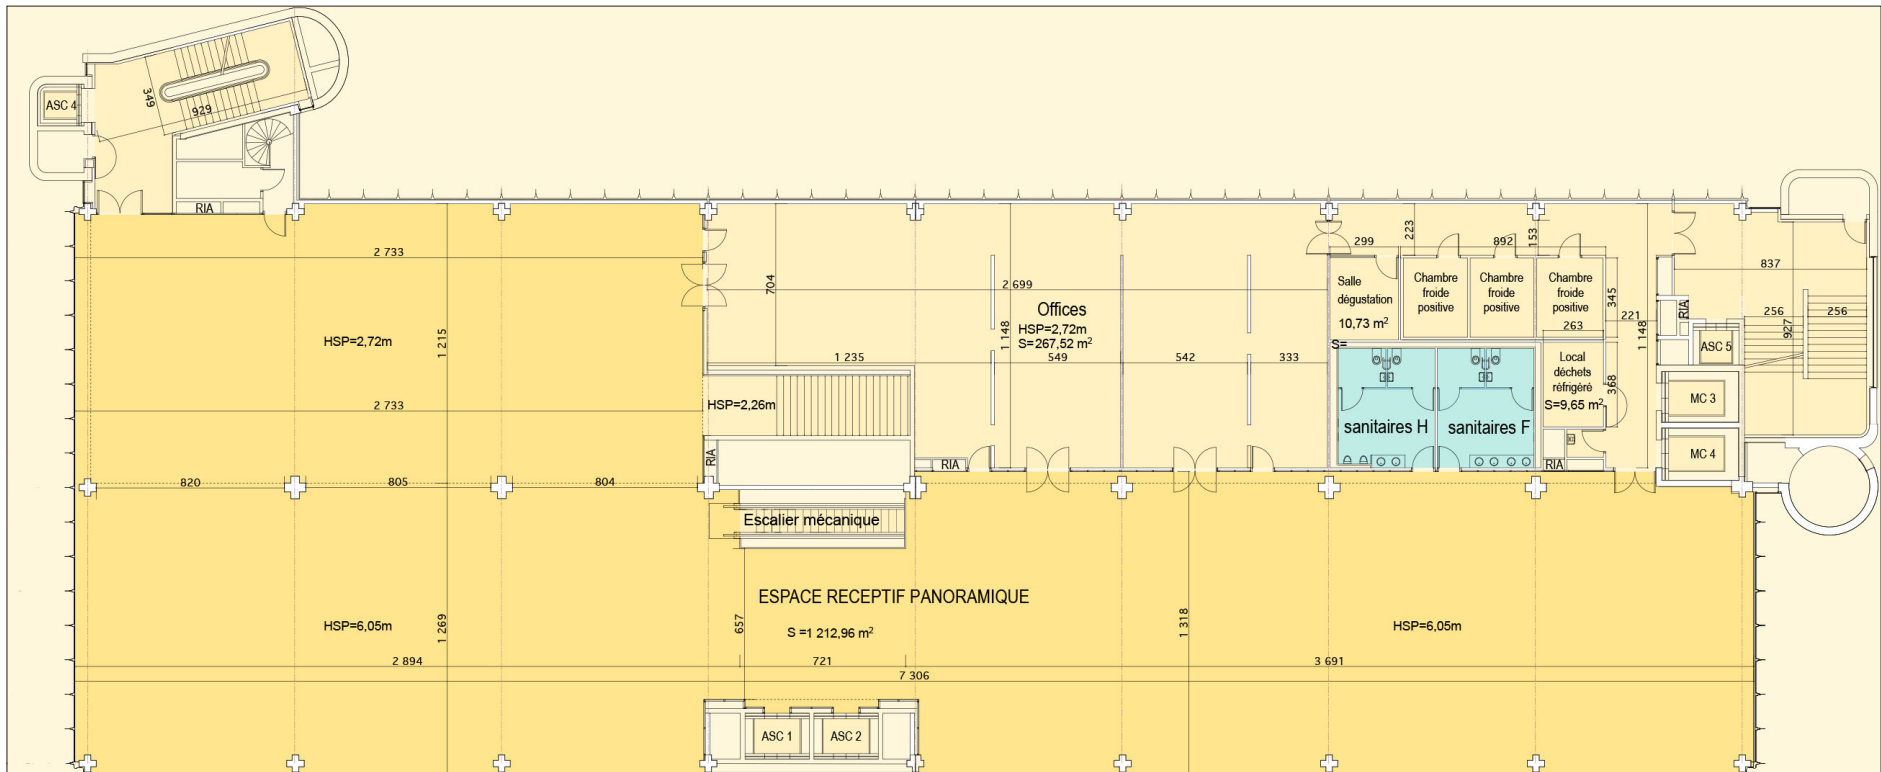 ASC 4
349
929
RIA
2 733
1 215
HSP=2,72m
2 733
820
805
804
704
2 699
Offices
HSP=2,72m
S=267,52 m²
1 148
1 235
549
542
333
HSP=2,26m
RIA
RIA
299
223
892
153
Salle
dégustation
10,73 m²
S=
Chambre
froide
positive
Chambre
froide
positive
Chambre
froide
positive
345
263
221
1 148
Local
déchets
réfrigéré
S=9,65 m²
368
sanitaires H
sanitaires F
RIA
837
RIA
256
927
256
ASC 5
MC 3
MC 4
Escalier mécanique
ESPACE RECEPTIF PANORAMIQUE
S =1 212,96 m²
HSP=6,05m
1 269
657
1 318
HSP=6,05m
2 894
721
3 691
7 306
ASC 1
ASC 2